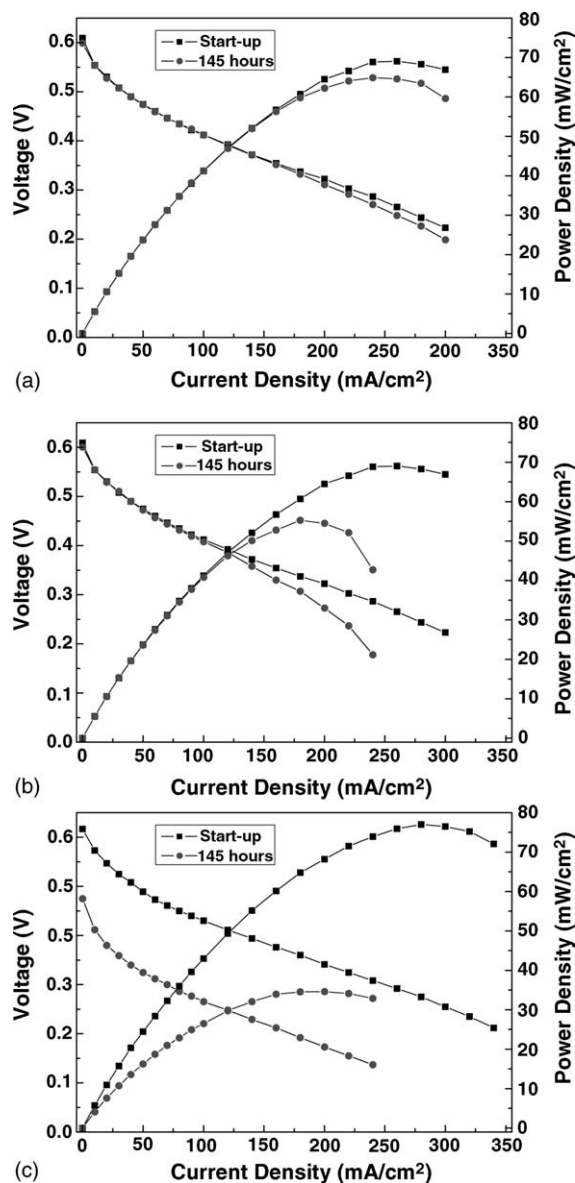 0.6
0.5
0.4
0.3
0.2
0.1
0.0
Voltage (V)
Start-up
145 hours
80
70
60
50
40
30
20
10
0
Power Density (mW/cm²)
0 50 100 150 200 250 200 350
(a) Current Density (mA/cm²)
0.6
0.5
0.4
0.3
0.2
0.1
0.0
Voltage (V)
Start-up
145 hours
80
70
60
50
40
30
20
10
0
Power Density (mW/cm²)
0 50 100 150 200 250 300 350
(b) Current Density (mA/cm²)
0.6
0.5
0.5
0.3
0.2
0.1
0.0
Voltage (V)
Start-up
145 hours
80
70
60
50
40
30
20
10
0
Power Density (mW/cm²)
0 50 100 150 200 250 300 350
(c) Current Density (mA/cm²)